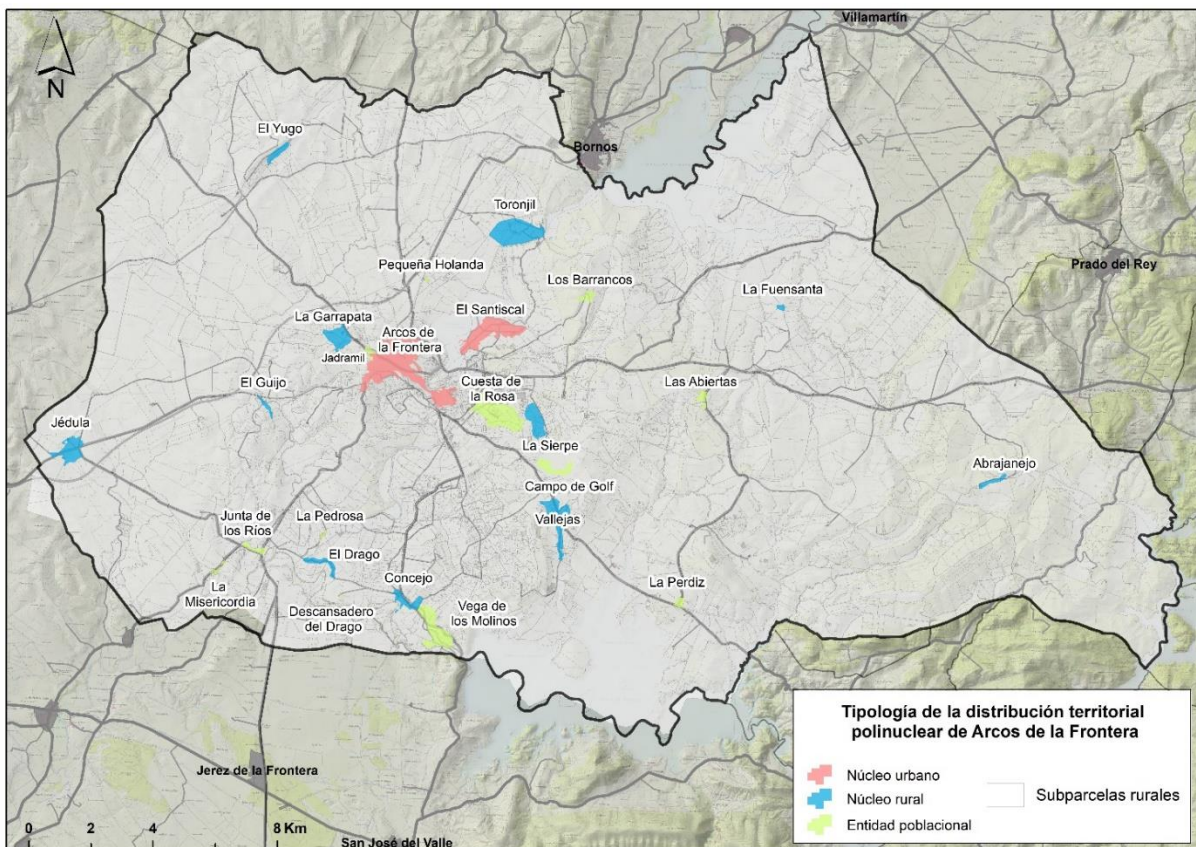 Villamartín
N
El Yugo
Bornos
Toronjil
Prado del Rey
Pequeña Holanda
Los Barrancos
La Fuensanta
El Santiscal
La Garrapata
Arcos de
la Frontera
Jadramil
Cuesta de
la Rosa
El Guijo
Las Abiertas
Jédula
La Sierpe
Abrajanejo
Campo de Golf
Vallejas
Junta de
los Ríos
La Pedrosa
El Drago
Concejo
La Perdiz
La
Misericordia
Descansadero
del Drago
Vega de
los Molinos
Jerez de la Frontera
San José del Valle
0 2 4 8 Km
Tipología de la distribución territorial
polinuclear de Arcos de la Frontera
Núcleo urbano
Núcleo rural
Entidad poblacional
Subparcelas rurales